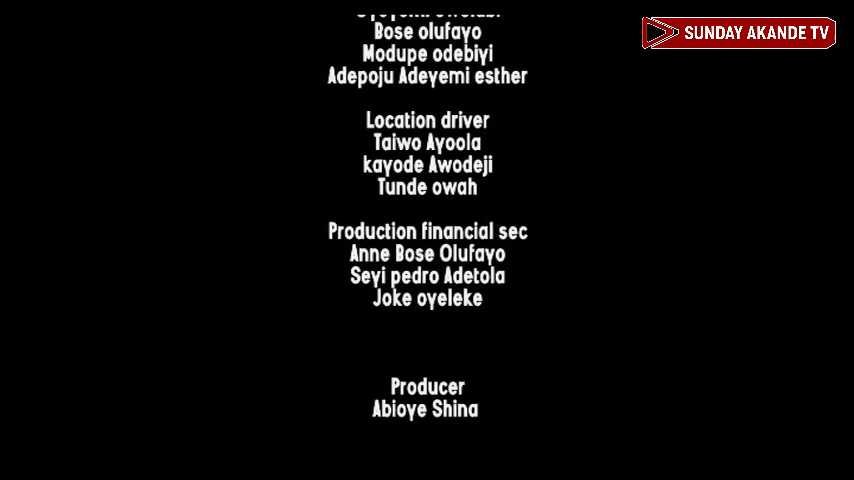 SUNDAY AKANDE TV
Bose olufayo
Modupe odebiyi
Adepoju Adeyemi esther
Location driver
Taiwo Ayoola
kayode Awodeji
Tunde owah
Production financial sec
Anne Bose Olufayo
Seyi pedro Adetola
Joke oyeleke
Producer
Abioye Shina